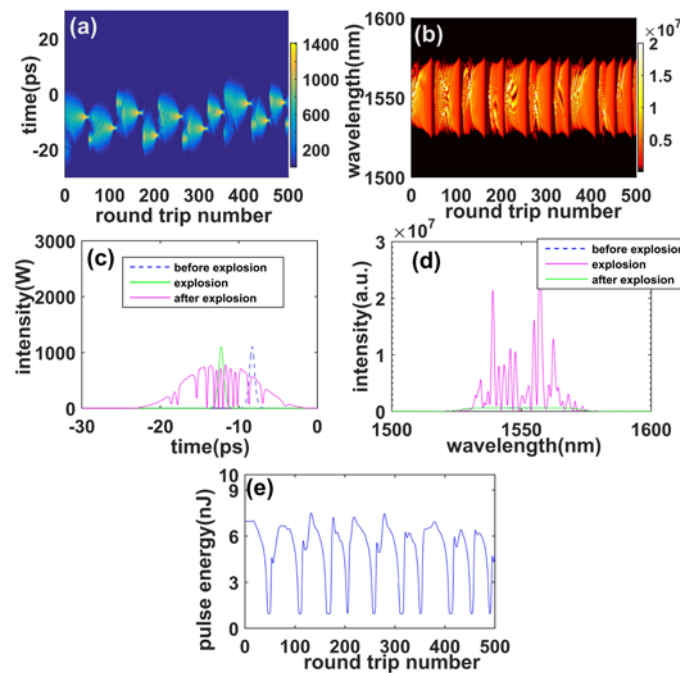 (a)
time(ps)
20
0
-20
0 100 200 300 400 500
round trip number
1400
1000
600
200
(b)
wavelength(nm)
1600
1550
1500
0 100 200 300 400 500
round trip number
×10⁷
2
1.5
1
0.5
(c)
intensity(W)
3000
2000
1000
0
-30 -20 -10 0
time(ps)
before explosion
explosion
after explosion
(d)
×10⁷
intensity(a.u.)
3
2
1
0
1500 1550 1600
wavelength(nm)
before explosion
explosion
after explosion
(e)
pulse energy(nJ)
10
9
6
3
0
0 100 200 300 400 500
round trip number